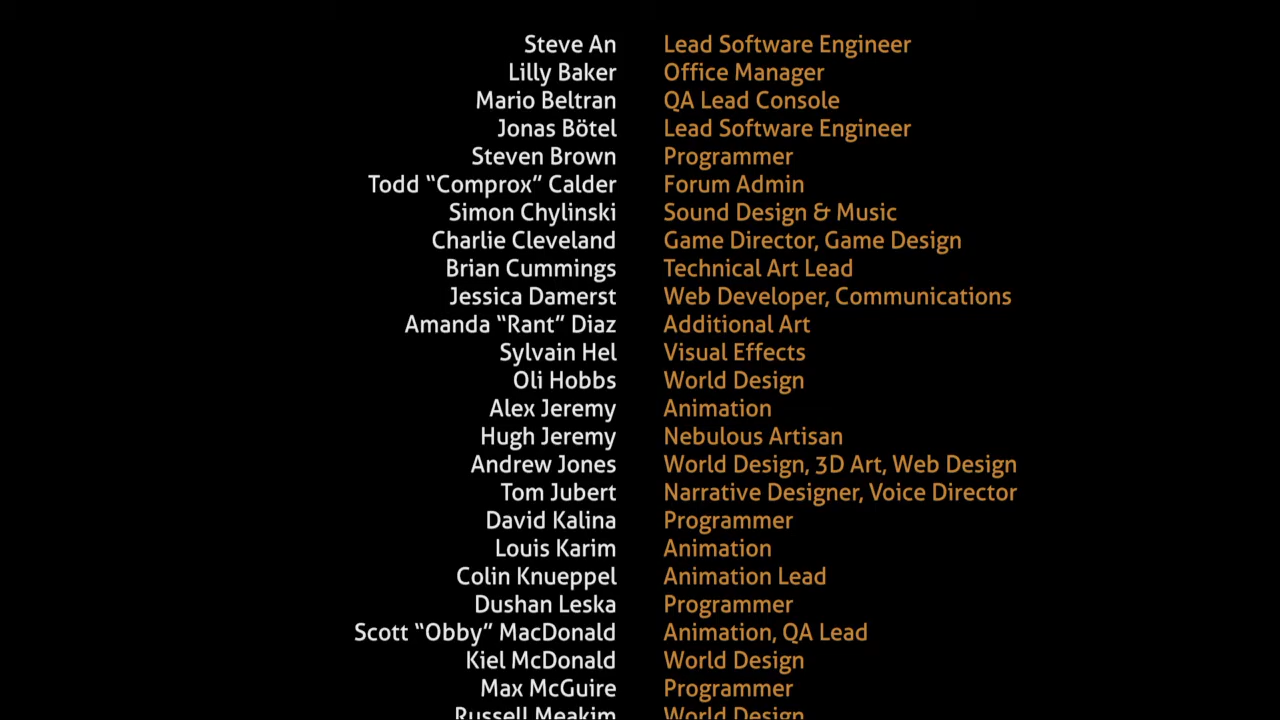 Steve An Lead Software Engineer
Lilly Baker Office Manager
Mario Beltran QA Lead Console
Jonas Bötel Lead Software Engineer
Steven Brown Programmer
Todd “Comprox” Calder Forum Admin
Simon Chylinski Sound Design & Music
Charlie Cleveland Game Director, Game Design
Brian Cummings Technical Art Lead
Jessica Damerst Web Developer, Communications
Amanda “Rant” Diaz Additional Art
Sylvain Hel Visual Effects
Oli Hobbs World Design
Alex Jeremy Animation
Hugh Jeremy Nebulous Artisan
Andrew Jones World Design, 3D Art, Web Design
Tom Jubert Narrative Designer, Voice Director
David Kalina Programmer
Louis Karim Animation
Colin Knueppel Animation Lead
Dushan Leska Programmer
Scott “Obby” MacDonald Animation, QA Lead
Kiel McDonald World Design
Max McGuire Programmer
Russell Meakim World Design